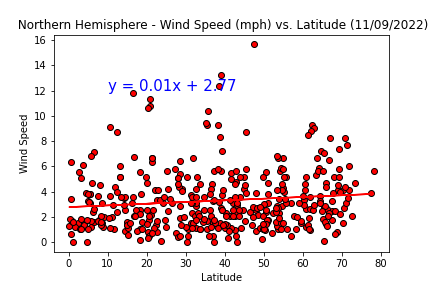 Northern Hemisphere - Wind Speed (mph) vs. Latitude (11/09/2022)
16
14
12
10
8
6
4
2
0
Wind Speed
y = 0.01x + 2.77
0 10 20 30 40 50 60 70 80
Latitude